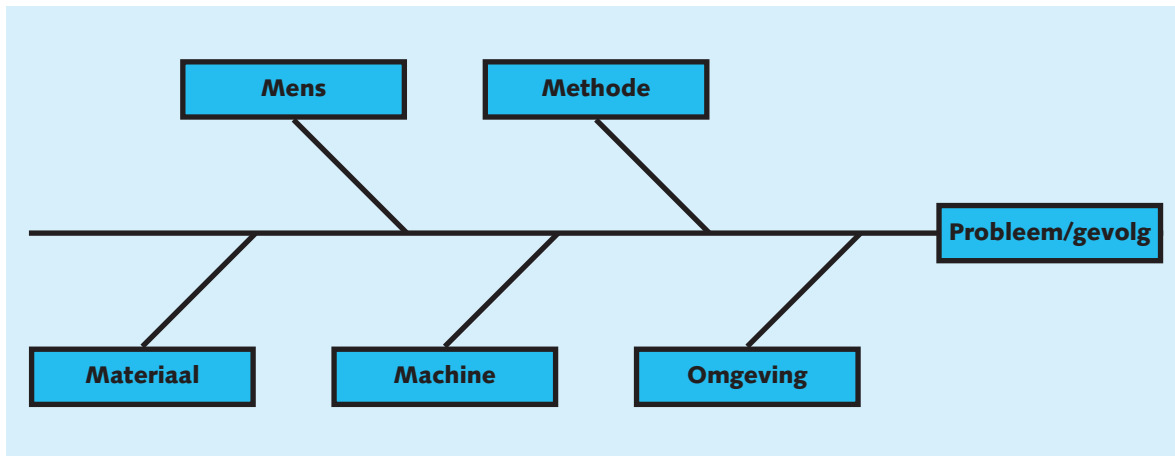 Mens
Methode
Probleem/gevolg
Materiaal
Machine
Omgeving